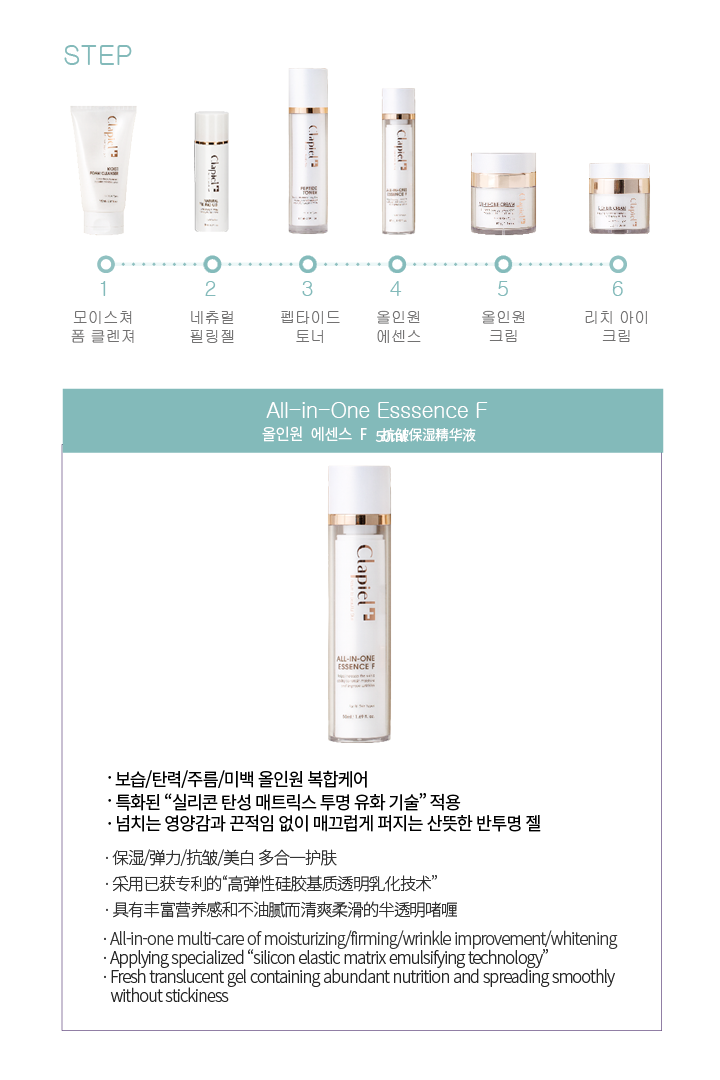 STEP
Clapiel
MOIST
FOAM CLEANSER
Clapiel
NATURAL
PEELING GEL
Clapiel
PEPTIDE
TONER
Clapiel
ALL-IN-ONE
ESSENCE F
Clapiel
CREAM
Clapiel
CREAM
1 2 3 4 5 6
모이스쳐 네츄럴 펩타이드 올인원 올인원 리치 아이
폼 클렌져 필링젤 토너 에센스 크림 크림
All-in-One Esssence F
올인원 에센스 F 50ml 抗皱保湿精华液
Clapiel
ALL-IN-ONE
ESSENCE F
50ml / 1.69 fl. oz.
· 보습/탄력/주름/미백 올인원 복합케어
· 특화된 “실리콘 탄성 매트릭스 투명 유화 기술” 적용
· 넘치는 영양감과 끈적임 없이 매끄럽게 퍼지는 산뜻한 반투명 젤
· 保湿/弹力/抗皱/美白 多合一护肤
· 采用已获专利的“高弹性硅胶基质透明乳化技术”
· 具有丰富营养感和不油腻而清爽柔滑的半透明啫喱
· All-in-one multi-care of moisturizing/firming/wrinkle improvement/whitening
· Applying specialized “silicon elastic matrix emulsifying technology”
· Fresh translucent gel containing abundant nutrition and spreading smoothly
without stickiness